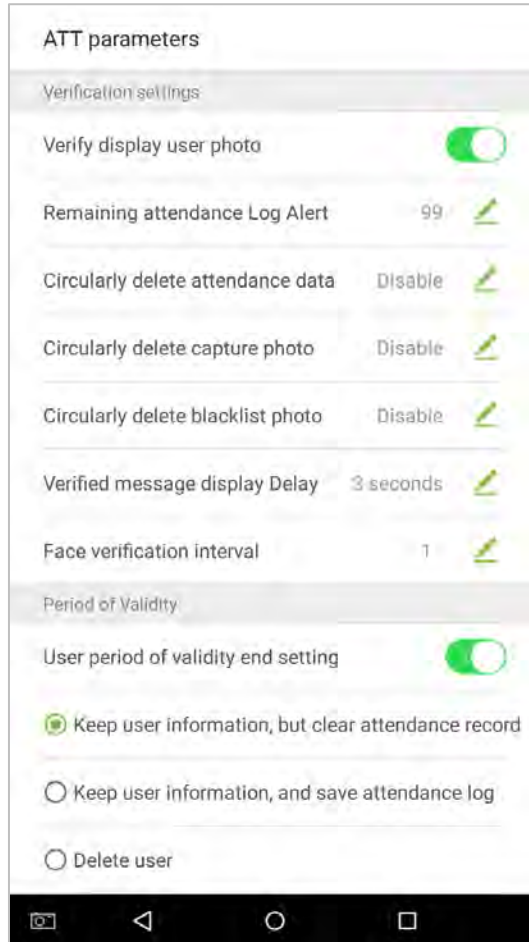 ATT parameters
Verification settings
Verify display user photo
Remaining attendance Log Alert 99
Circularly delete attendance data Disable
Circularly delete capture photo Disable
Circularly delete blacklist photo Disable
Verified message display Delay 3 seconds
Face verification interval 1
Period of Validity
User period of validity end setting
Keep user information, but clear attendance record
Keep user information, and save attendance log
Delete user